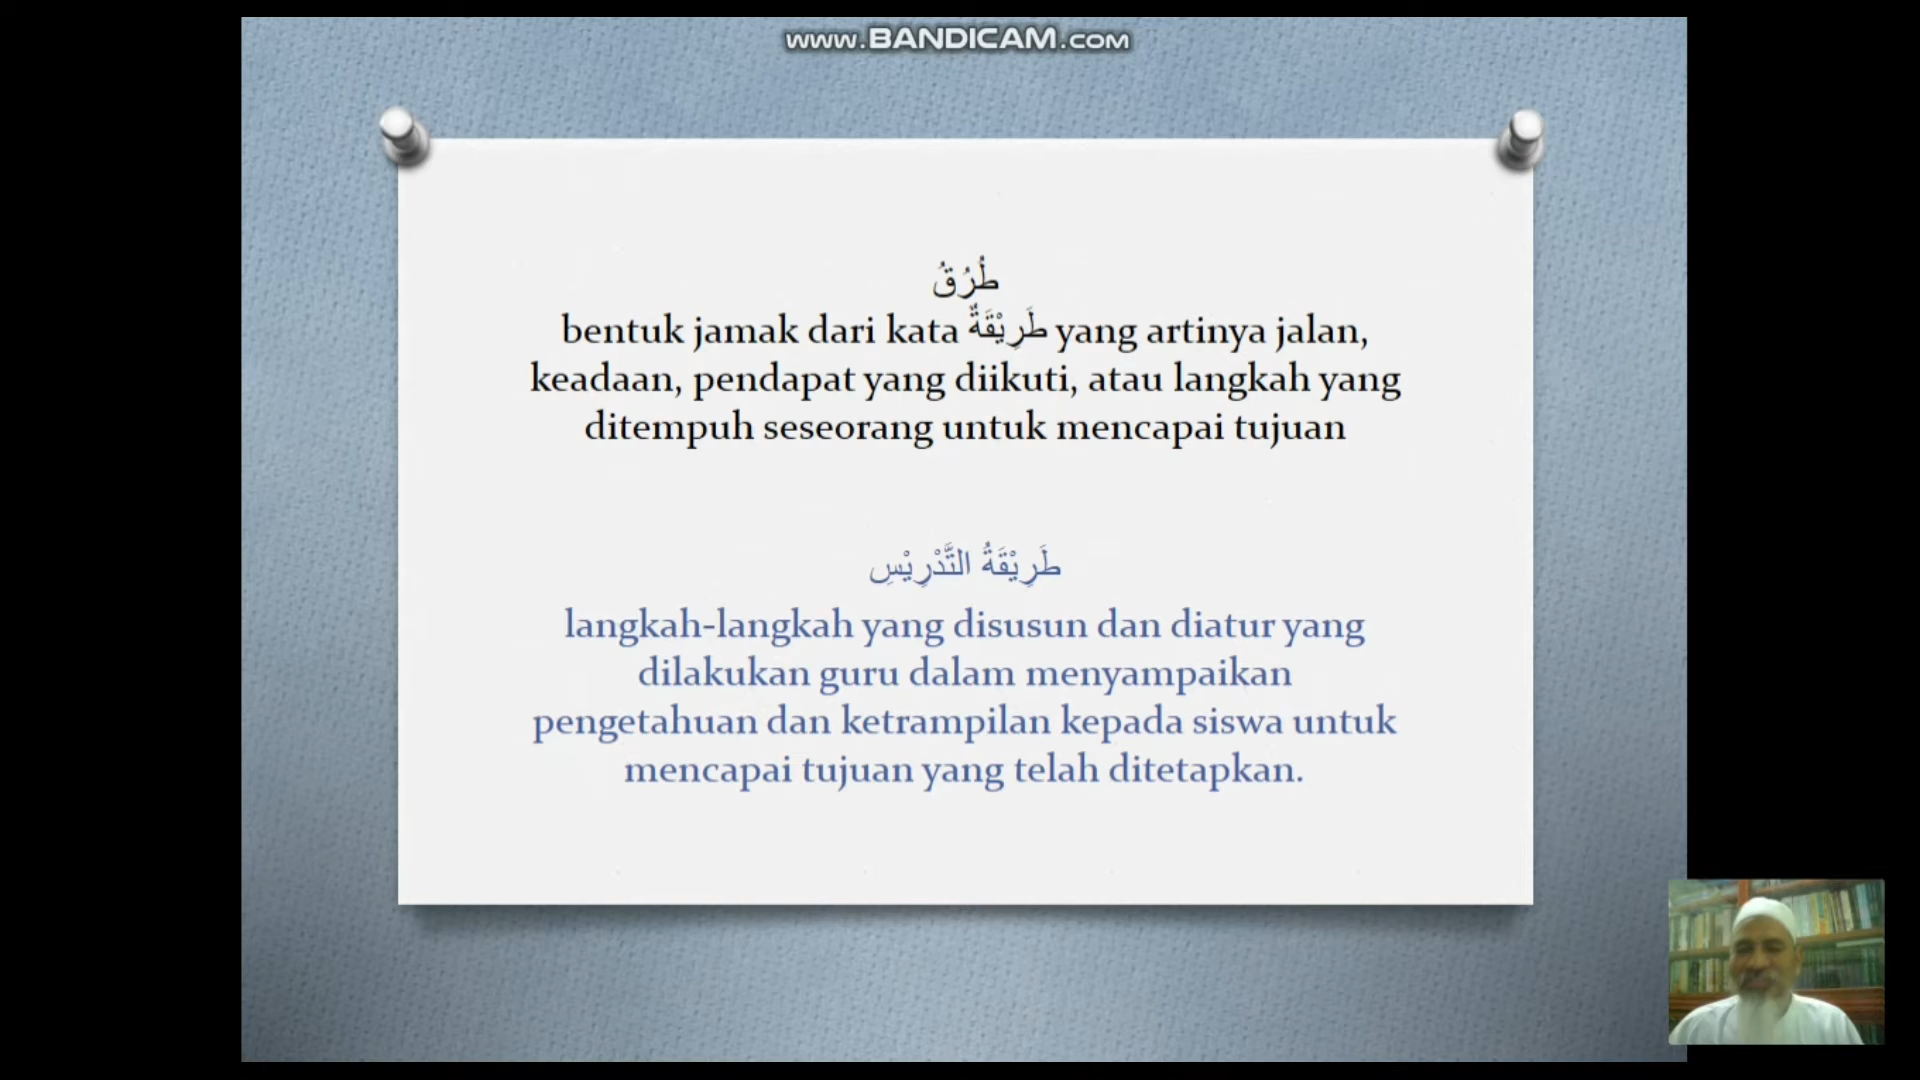 www.BANDICAM.com
طُرُقُ
bentuk jamak dari kata طَرِيْقَةٌ yang artinya jalan,
keadaan, pendapat yang diikuti, atau langkah yang
ditempuh seseorang untuk mencapai tujuan
طَرِيْقَةُ التَّدْرِيْسِ
langkah-langkah yang disusun dan diatur yang
dilakukan guru dalam menyampaikan
pengetahuan dan ketrampilan kepada siswa untuk
mencapai tujuan yang telah ditetapkan.